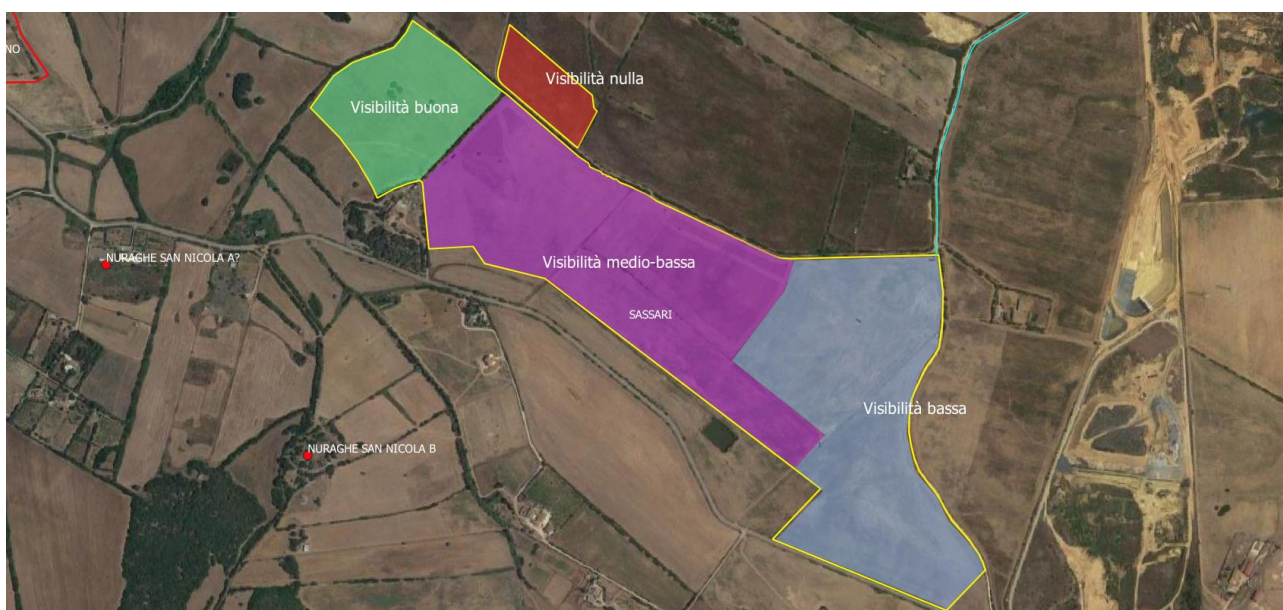 NO
Visibilità nulla
Visibilità buona
NURAGHE SAN NICOLA A?
Visibilità medio-bassa
SASSARI
Visibilità bassa
NURAGHE SAN NICOLA B